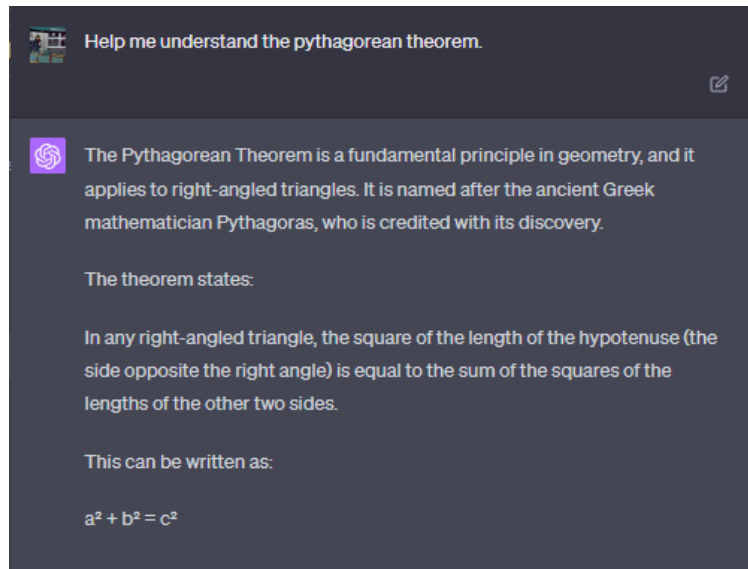 Help me understand the pythagorean theorem.
The Pythagorean Theorem is a fundamental principle in geometry, and it
applies to right-angled triangles. It is named after the ancient Greek
mathematician Pythagoras, who is credited with its discovery.
The theorem states:
In any right-angled triangle, the square of the length of the hypotenuse (the
side opposite the right angle) is equal to the sum of the squares of the
lengths of the other two sides.
This can be written as:
a² + b² = c²